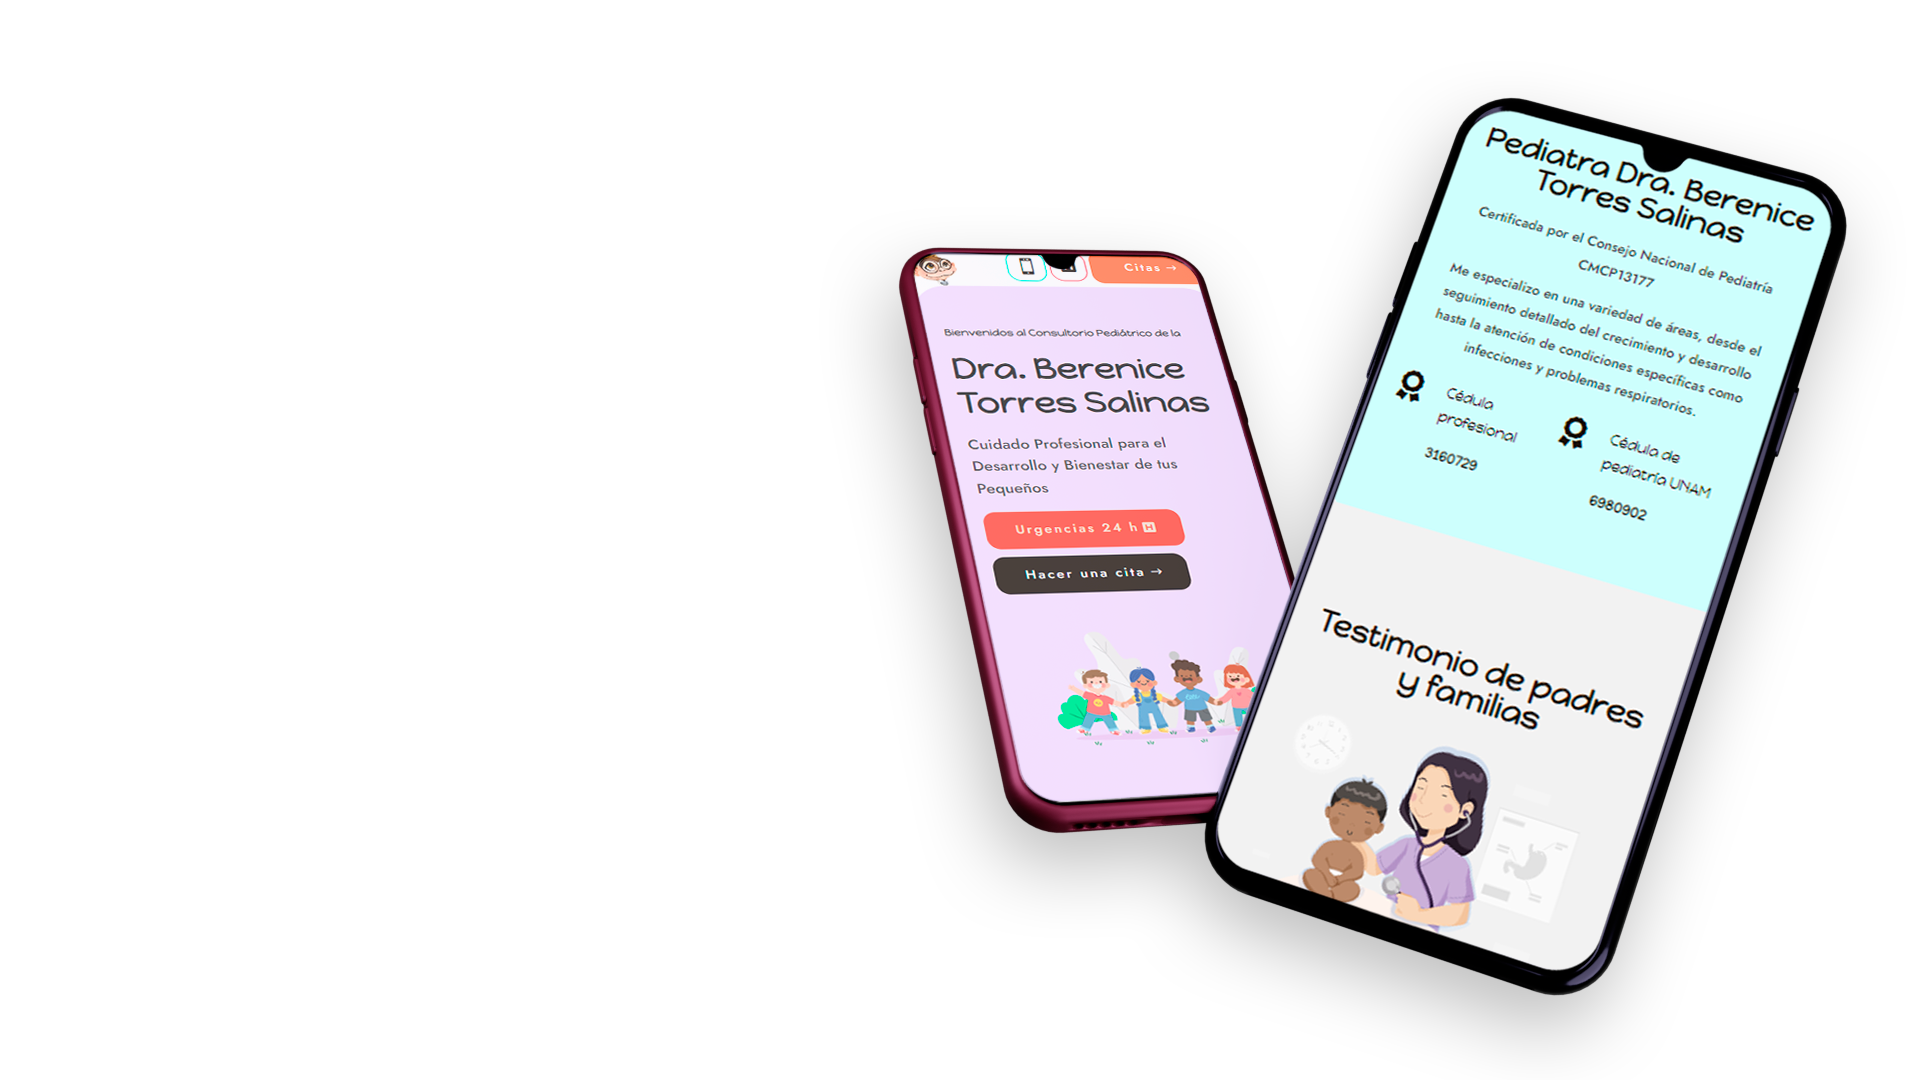 Citas →
Bienvenidos al Consultorio Pediátrico de la
Dra. Berenice
Torres Salinas
Cuidado Profesional para el
Desarrollo y Bienestar de tus
Pequeños
Urgencias 24 h H
Hacer una cita →
Pediatra Dra. Berenice
Torres Salinas
Certificada por el Consejo Nacional de Pediatría
CMCP13177
Me especializo en una variedad de áreas, desde el
seguimiento detallado del crecimiento y desarrollo
hasta la atención de condiciones específicas como
infecciones y problemas respiratorios.
Cédula
profesional
3160729
Cédula de
pediatría UNAM
6980902
Testimonio de padres
y familias